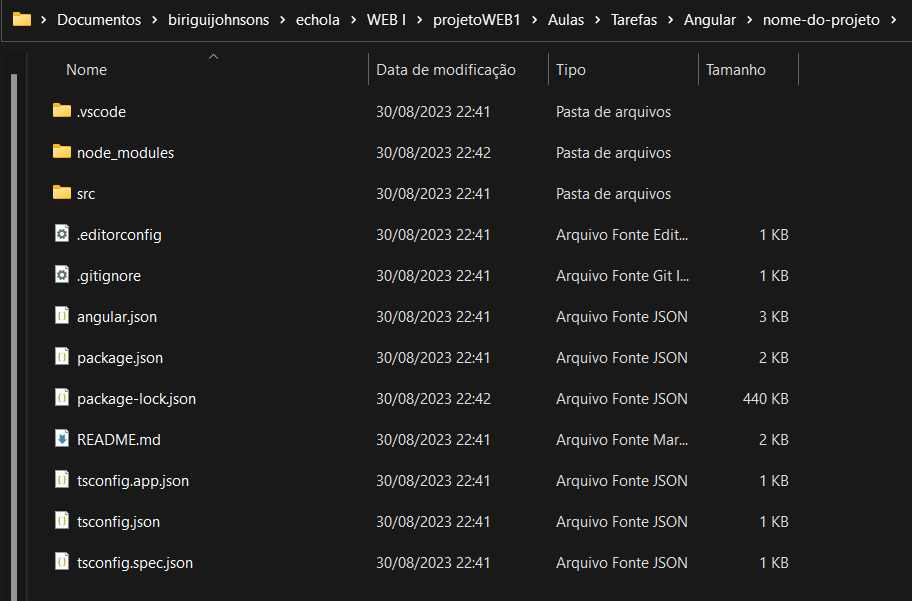 Documentos > biriguijohnsons > echola > WEB I > projetoWEB1 > Aulas > Tarefas > Angular > nome-do-projeto >
Nome Data de modificação Tipo Tamanho
.vscode 30/08/2023 22:41 Pasta de arquivos
node_modules 30/08/2023 22:42 Pasta de arquivos
src 30/08/2023 22:41 Pasta de arquivos
.editorconfig 30/08/2023 22:41 Arquivo Fonte Edit... 1 KB
.gitignore 30/08/2023 22:41 Arquivo Fonte Git I... 1 KB
angular.json 30/08/2023 22:41 Arquivo Fonte JSON 3 KB
package.json 30/08/2023 22:41 Arquivo Fonte JSON 2 KB
package-lock.json 30/08/2023 22:42 Arquivo Fonte JSON 440 KB
README.md 30/08/2023 22:41 Arquivo Fonte Mar... 2 KB
tsconfig.app.json 30/08/2023 22:41 Arquivo Fonte JSON 1 KB
tsconfig.json 30/08/2023 22:41 Arquivo Fonte JSON 1 KB
tsconfig.spec.json 30/08/2023 22:41 Arquivo Fonte JSON 1 KB